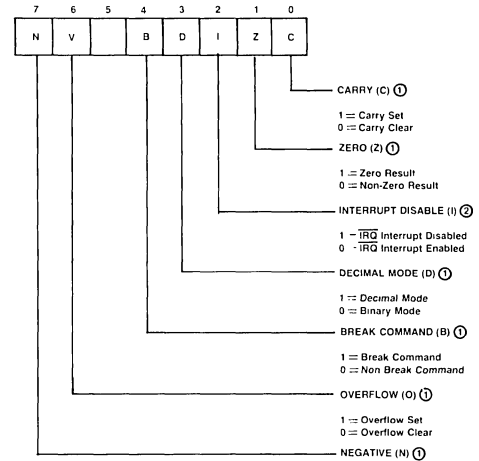 7 6 5 4 3 2 1 0
N V 5 B D I Z C
CARRY (C) ①
1 = Carry Set
0 = Carry Clear
ZERO (Z) ①
1 = Zero Result
0 = Non-Zero Result
INTERRUPT DISABLE (I) ②
1 - I̅R̅Q̅ Interrupt Disabled
0 - I̅R̅Q̅ Interrupt Enabled
DECIMAL MODE (D) ①
1 = Decimal Mode
0 = Binary Mode
BREAK COMMAND (B) ①
1 = Break Command
0 = Non Break Command
OVERFLOW (O) ①
1 = Overflow Set
0 = Overflow Clear
NEGATIVE (N) ①